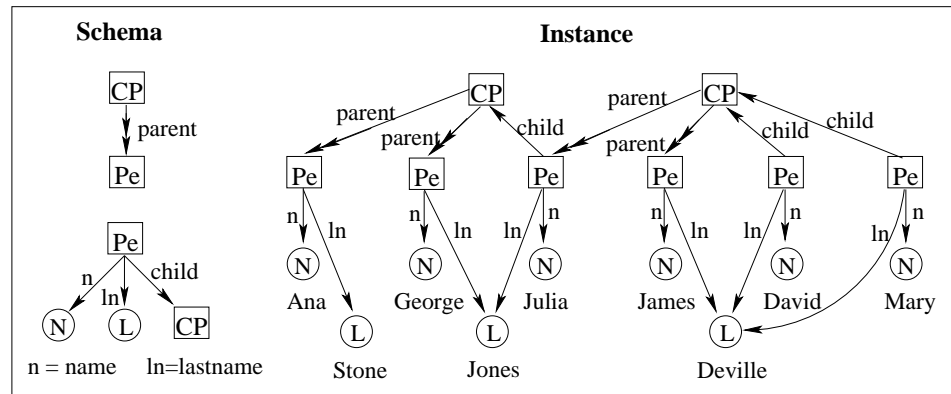 Schema
Instance
CP
parent
Pe
Pe
n
ln
child
N
L
CP
n = name
ln=lastname
CP
CP
parent
parent
child
parent
parent
child
child
Pe
Pe
Pe
Pe
Pe
Pe
n
ln
n
ln
ln
n
n
ln
ln
n
ln
n
N
N
N
N
N
N
Ana
George
Julia
James
David
Mary
L
L
L
Stone
Jones
Deville